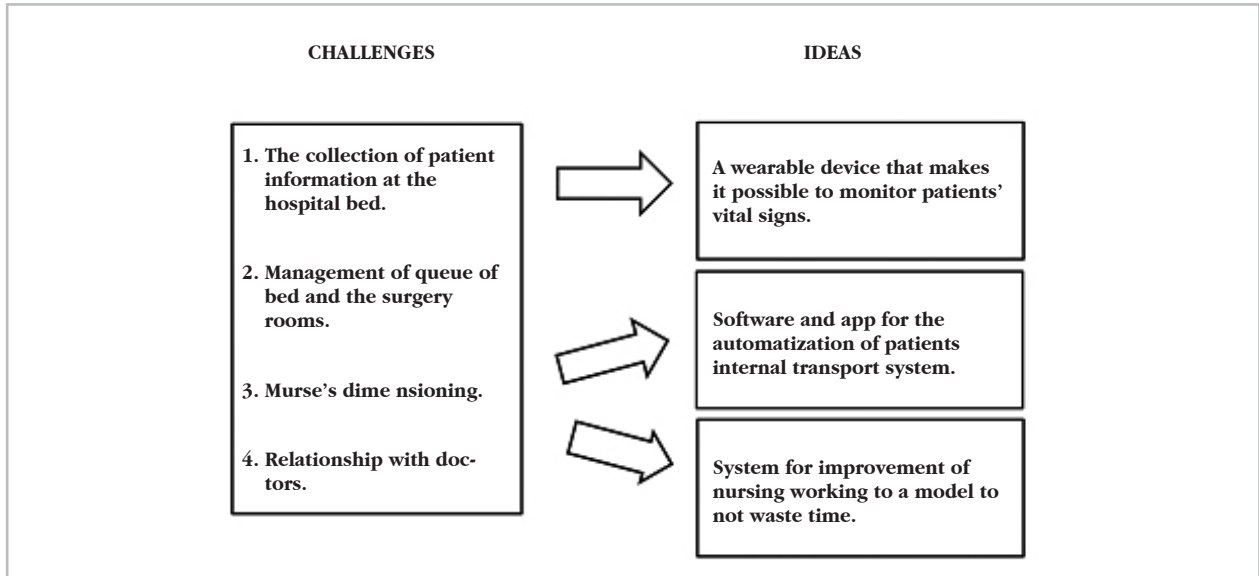 CHALLENGES
IDEAS
1. The collection of patient
information at the
hospital bed.
2. Management of queue of
bed and the surgery
rooms.
3. Murse’s dime nsioning.
4. Relationship with doc-
tors.
A wearable device that makes
it possible to monitor patients’
vital signs.
Software and app for the
automatization of patients
internal transport system.
System for improvement of
nursing working to a model to
not waste time.